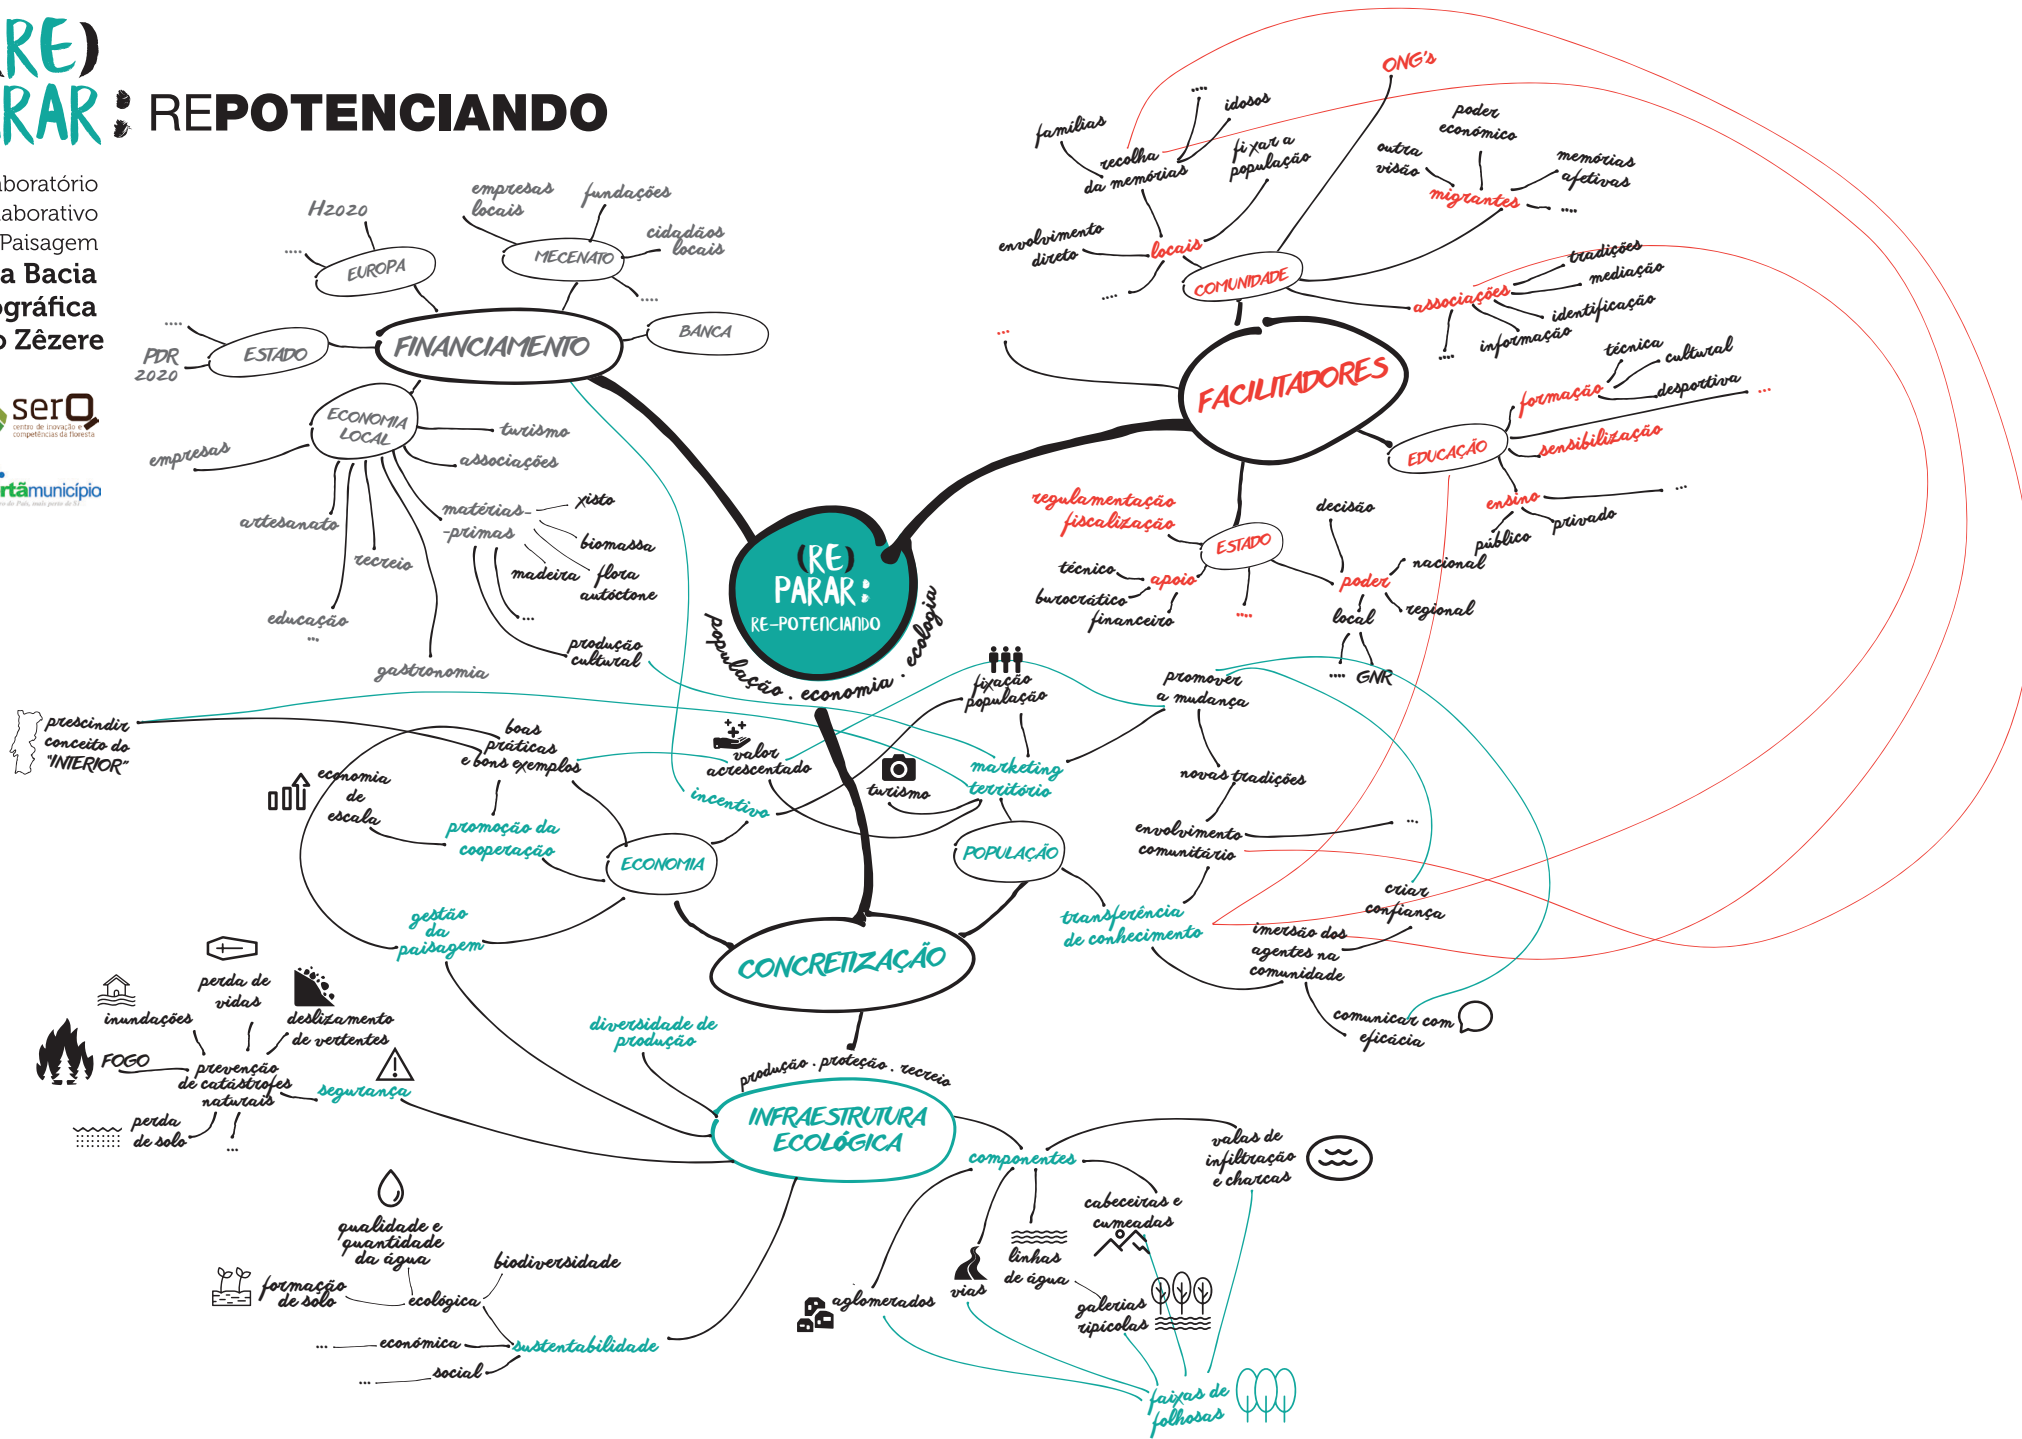 (RE)
PARAR: REPOTENCIANDO
Paisagem
a Bacia
Zêzere
serQ
centro de inovação e
competências da floresta
município
H2020
....
EUROPA
empresas
locais
fundações
cidadãos
locais
MECENATO
....
....
PDR
2020
ESTADO
FINANCIAMENTO
BANCA
ECONOMIA
LOCAL
empresas
turismo
associações
artesanato
recreio
educação
...
gastronomia
matérias-
-primas
xisto
biomassa
flora
autóctone
madeira
...
produção
cultural
(RE)
PARAR:
RE-POTENCIANDO
população . economia . ecologia
ONG's
famílias
....
idosos
recolha
da memórias
fixar a
população
envolvimento
direto
locais
....
COMUNIDADE
outra
visão
poder
económico
memórias
afetivas
migrantes
....
tradições
mediação
associações
identificação
informação
....
...
FACILITADORES
técnica
cultural
formação
desportiva
...
EDUCAÇÃO
sensibilização
ensino
...
público
privado
regulamentação
fiscalização
ESTADO
técnico
apoio
burocrático
financeiro
....
decisão
poder
nacional
regional
local
....
GNR
prescindir
conceito do
"INTERIOR"
boas
práticas
e bons exemplos
economia
de
escala
promoção da
cooperação
valor
acrescentado
incentivo
ECONOMIA
gestão
da
paisagem
fixação
população
turismo
marketing
território
POPULAÇÃO
promover
a mudança
novas tradições
envolvimento
comunitário
...
transferência
de conhecimento
criar
confiança
imersão dos
agentes na
comunidade
comunicar com
eficácia
CONCRETIZAÇÃO
perda de
vidas
inundações
deslizamento
de vertentes
FOGO
prevenção
de catástrofes
naturais
segurança
perda
de solo
...
diversidade de
produção
produção . proteção . recreio
INFRAESTRUTURA
ECOLÓGICA
componentes
valas de
infiltração
e charcas
cabeceiras e
cumeadas
linhas
de água
vias
aglomerados
galerias
ripícolas
faixas de
folhosas
qualidade e
quantidade
da água
biodiversidade
formação
de solo
ecológica
...
económica
sustentabilidade
social
...